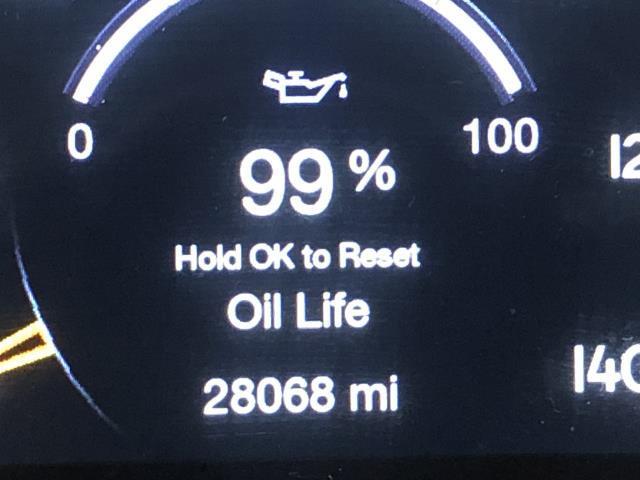 0
100
99 %
Hold OK to Reset
Oil Life
28068 mi